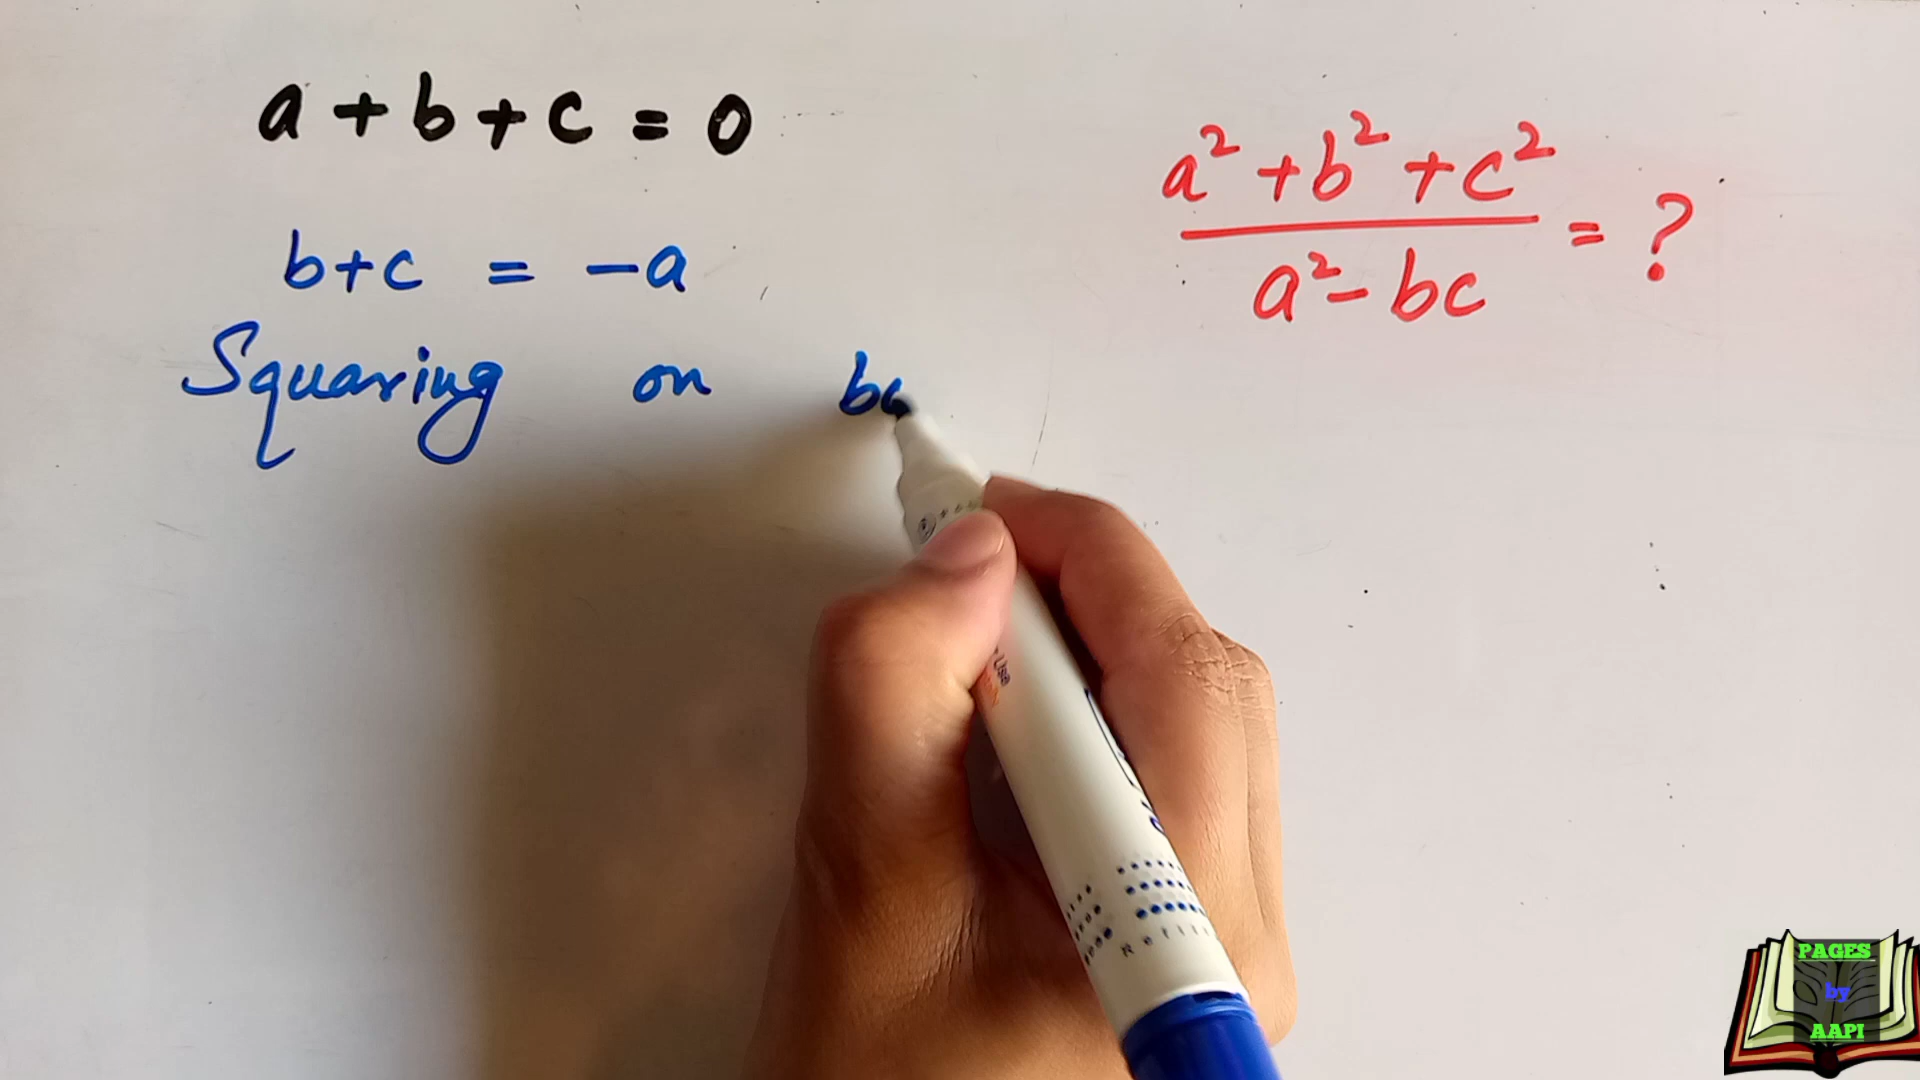 a + b + c = 0
b+c = -a
Squaring on
a² + b² + c²
a² - bc
= ?
PAGES
by
AAPI